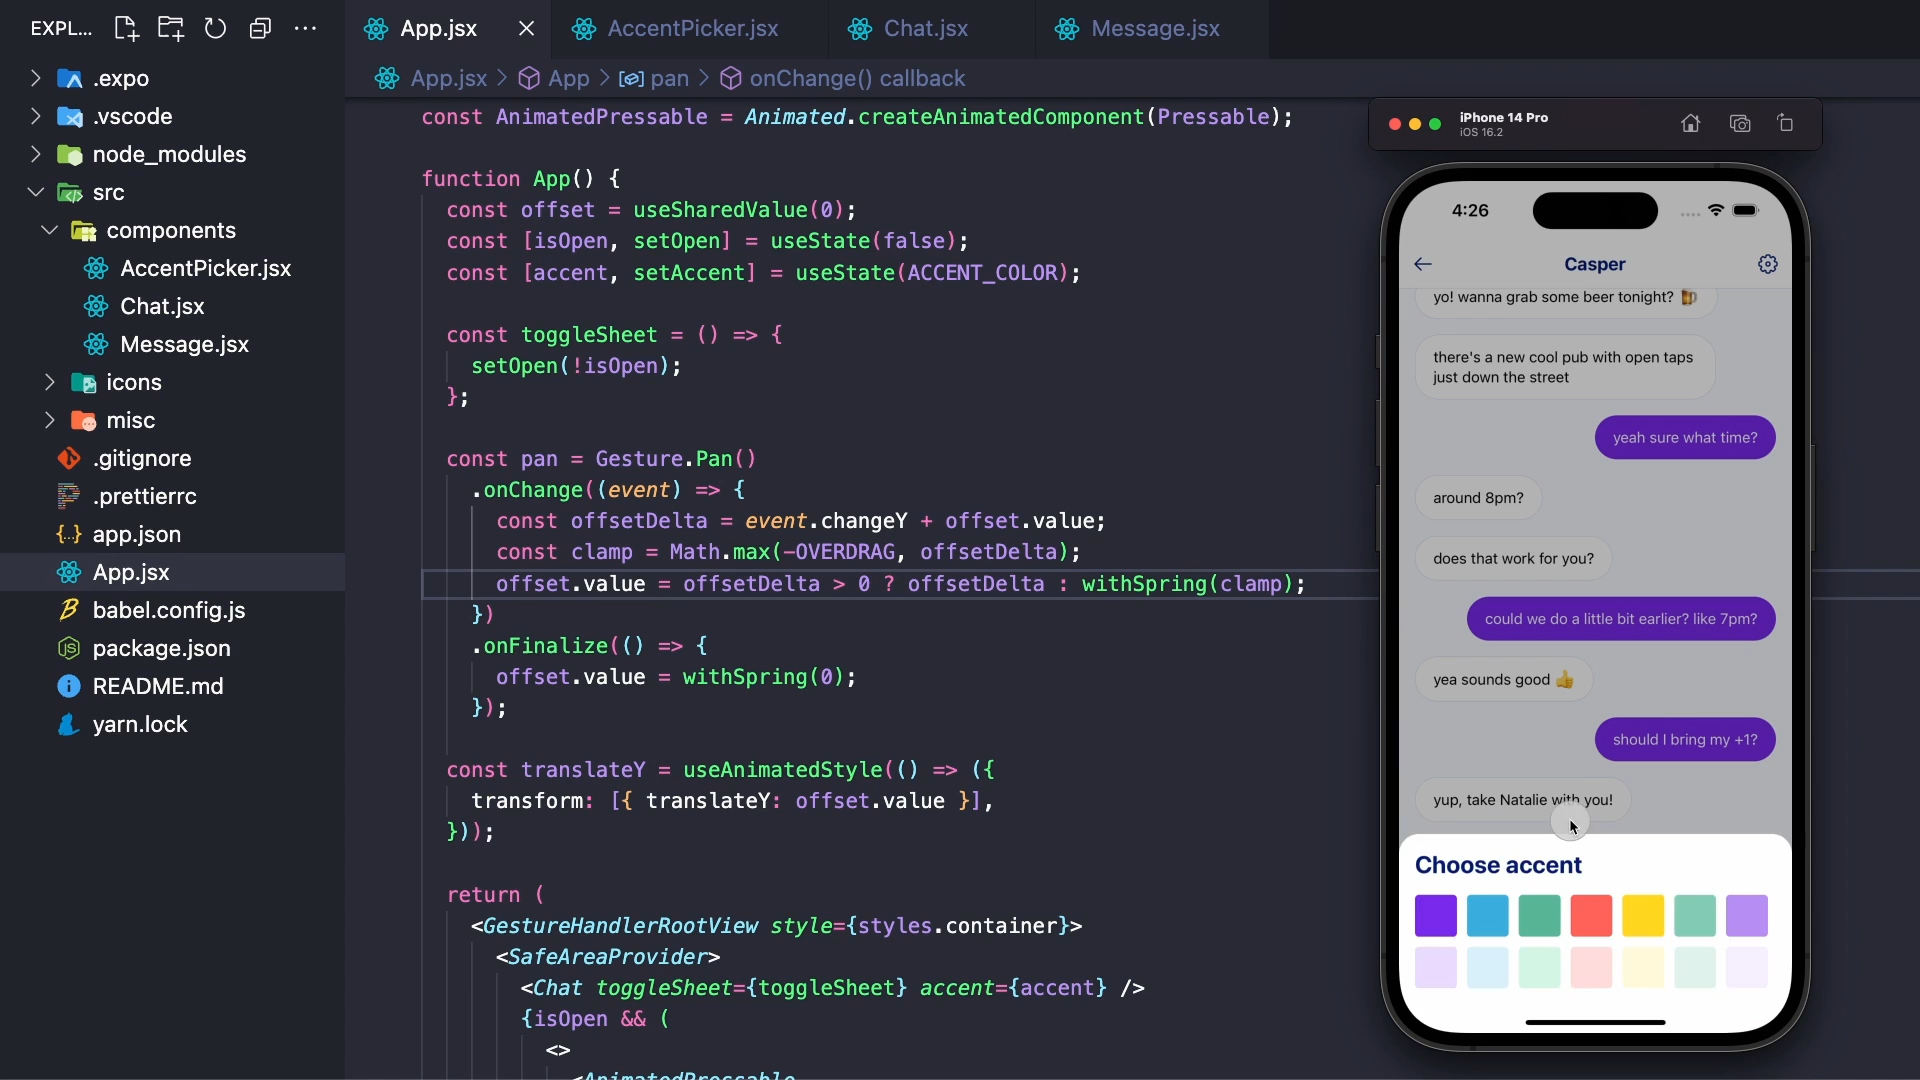 EXPL...
.expo
.vscode
node_modules
src
components
AccentPicker.jsx
Chat.jsx
Message.jsx
icons
misc
.gitignore
.prettierrc
app.json
App.jsx
babel.config.js
package.json
README.md
yarn.lock
App.jsx
AccentPicker.jsx
Chat.jsx
Message.jsx
App.jsx > App > pan > onChange() callback
const AnimatedPressable = Animated.createAnimatedComponent(Pressable);
function App() {
const offset = useSharedValue(0);
const [isOpen, setOpen] = useState(false);
const [accent, setAccent] = useState(ACCENT_COLOR);
const toggleSheet = () => {
setOpen(!isOpen);
};
const pan = Gesture.Pan()
.onChange((event) => {
const offsetDelta = event.changeY + offset.value;
const clamp = Math.max(-OVERDRAG, offsetDelta);
offset.value = offsetDelta > 0 ? offsetDelta : withSpring(clamp);
})
.onFinalize(() => {
offset.value = withSpring(0);
});
const translateY = useAnimatedStyle(() => ({
transform: [{ translateY: offset.value }],
}));
return (
<GestureHandlerRootView style={styles.container}>
<SafeAreaProvider>
<Chat toggleSheet={toggleSheet} accent={accent} />
{isOpen && (
<>
<AnimatedPressable
iPhone 14 Pro
iOS 16.2
4:26
Casper
yo! wanna grab some beer tonight? 🍺
there's a new cool pub with open taps
just down the street
yeah sure what time?
around 8pm?
does that work for you?
could we do a little bit earlier? like 7pm?
yea sounds good 👍
should I bring my +1?
yup, take Natalie with you!
Choose accent